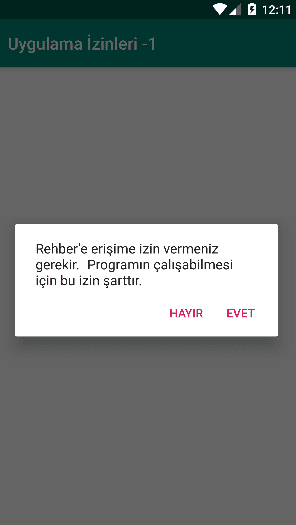 12:11
Uygulama İzinleri -1
Rehber'e erişime izin vermeniz
gerekir.  Programın çalışabilmesi
için bu izin şarttır.
HAYIR EVET